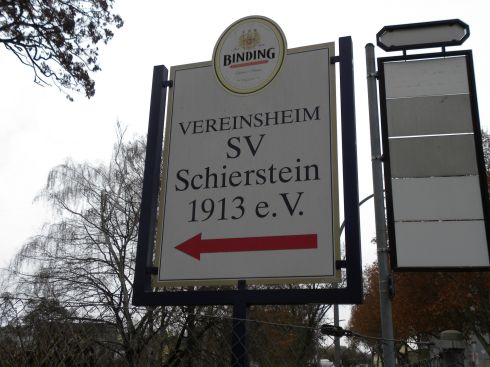 BINDING
VEREINSHEIM
SV
Schierstein
1913 e.V.